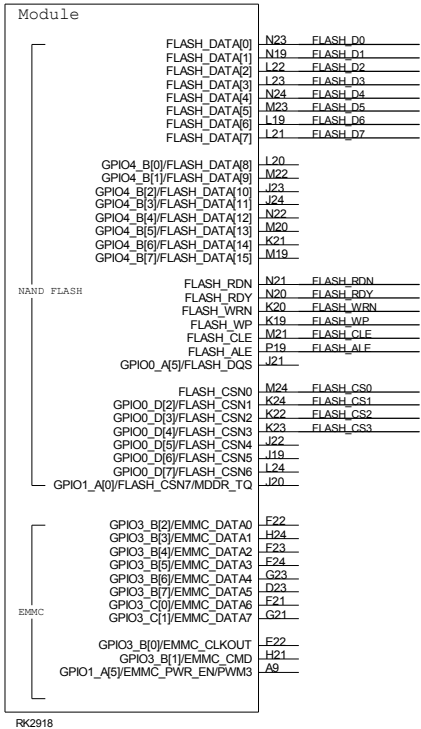 Module
FLASH_DATA[0] N23 FLASH_D0
FLASH_DATA[1] N19 FLASH_D1
FLASH_DATA[2] L22 FLASH_D2
FLASH_DATA[3] L23 FLASH_D3
FLASH_DATA[4] N24 FLASH_D4
FLASH_DATA[5] M23 FLASH_D5
FLASH_DATA[6] L19 FLASH_D6
FLASH_DATA[7] L21 FLASH_D7
GPIO4_B[0]/FLASH_DATA[8] L20
GPIO4_B[1]/FLASH_DATA[9] M22
GPIO4_B[2]/FLASH_DATA[10] J23
GPIO4_B[3]/FLASH_DATA[11] J24
GPIO4_B[4]/FLASH_DATA[12] N22
GPIO4_B[5]/FLASH_DATA[13] M20
GPIO4_B[6]/FLASH_DATA[14] K21
GPIO4_B[7]/FLASH_DATA[15] M19
NAND FLASH
FLASH_RDN N21 FLASH_RDN
FLASH_RDY N20 FLASH_RDY
FLASH_WRN K20 FLASH_WRN
FLASH_WP K19 FLASH_WP
FLASH_CLE M21 FLASH_CLE
FLASH_ALE P19 FLASH_ALE
GPIO0_A[5]/FLASH_DQS J21
FLASH_CSN0 M24 FLASH_CS0
GPIO0_D[2]/FLASH_CSN1 K24 FLASH_CS1
GPIO0_D[3]/FLASH_CSN2 K22 FLASH_CS2
GPIO0_D[4]/FLASH_CSN3 K23 FLASH_CS3
GPIO0_D[5]/FLASH_CSN4 J22
GPIO0_D[6]/FLASH_CSN5 J19
GPIO0_D[7]/FLASH_CSN6 L24
GPIO1_A[0]/FLASH_CSN7/MDDR_TQ J20
GPIO3_B[2]/EMMC_DATA0 F22
GPIO3_B[3]/EMMC_DATA1 H24
GPIO3_B[4]/EMMC_DATA2 F23
GPIO3_B[5]/EMMC_DATA3 F24
GPIO3_B[6]/EMMC_DATA4 G23
GPIO3_B[7]/EMMC_DATA5 D23
GPIO3_C[0]/EMMC_DATA6 F21
GPIO3_C[1]/EMMC_DATA7 G21
EMMC
GPIO3_B[0]/EMMC_CLKOUT E22
GPIO3_B[1]/EMMC_CMD H21
GPIO1_A[5]/EMMC_PWR_EN/PWM3 A9
RK2918